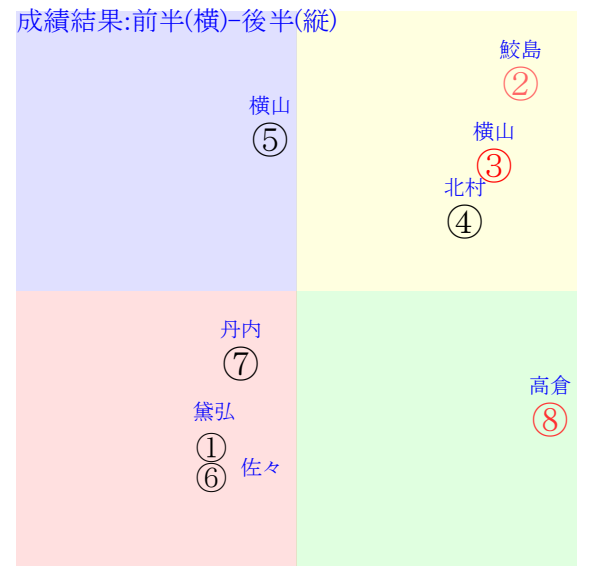 成績結果:前半(横)-後半(縦)
鮫島
②
横山
⑤
横山
③
北村
④
丹内
⑦
高倉
⑧
黛弘
①
佐々
⑥